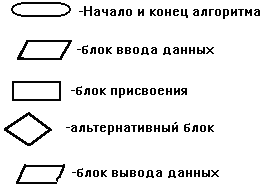 -Начало и конец алгоритма
-блок ввода данных
-блок присвоения
-альтернативный блок
-блок вывода данных